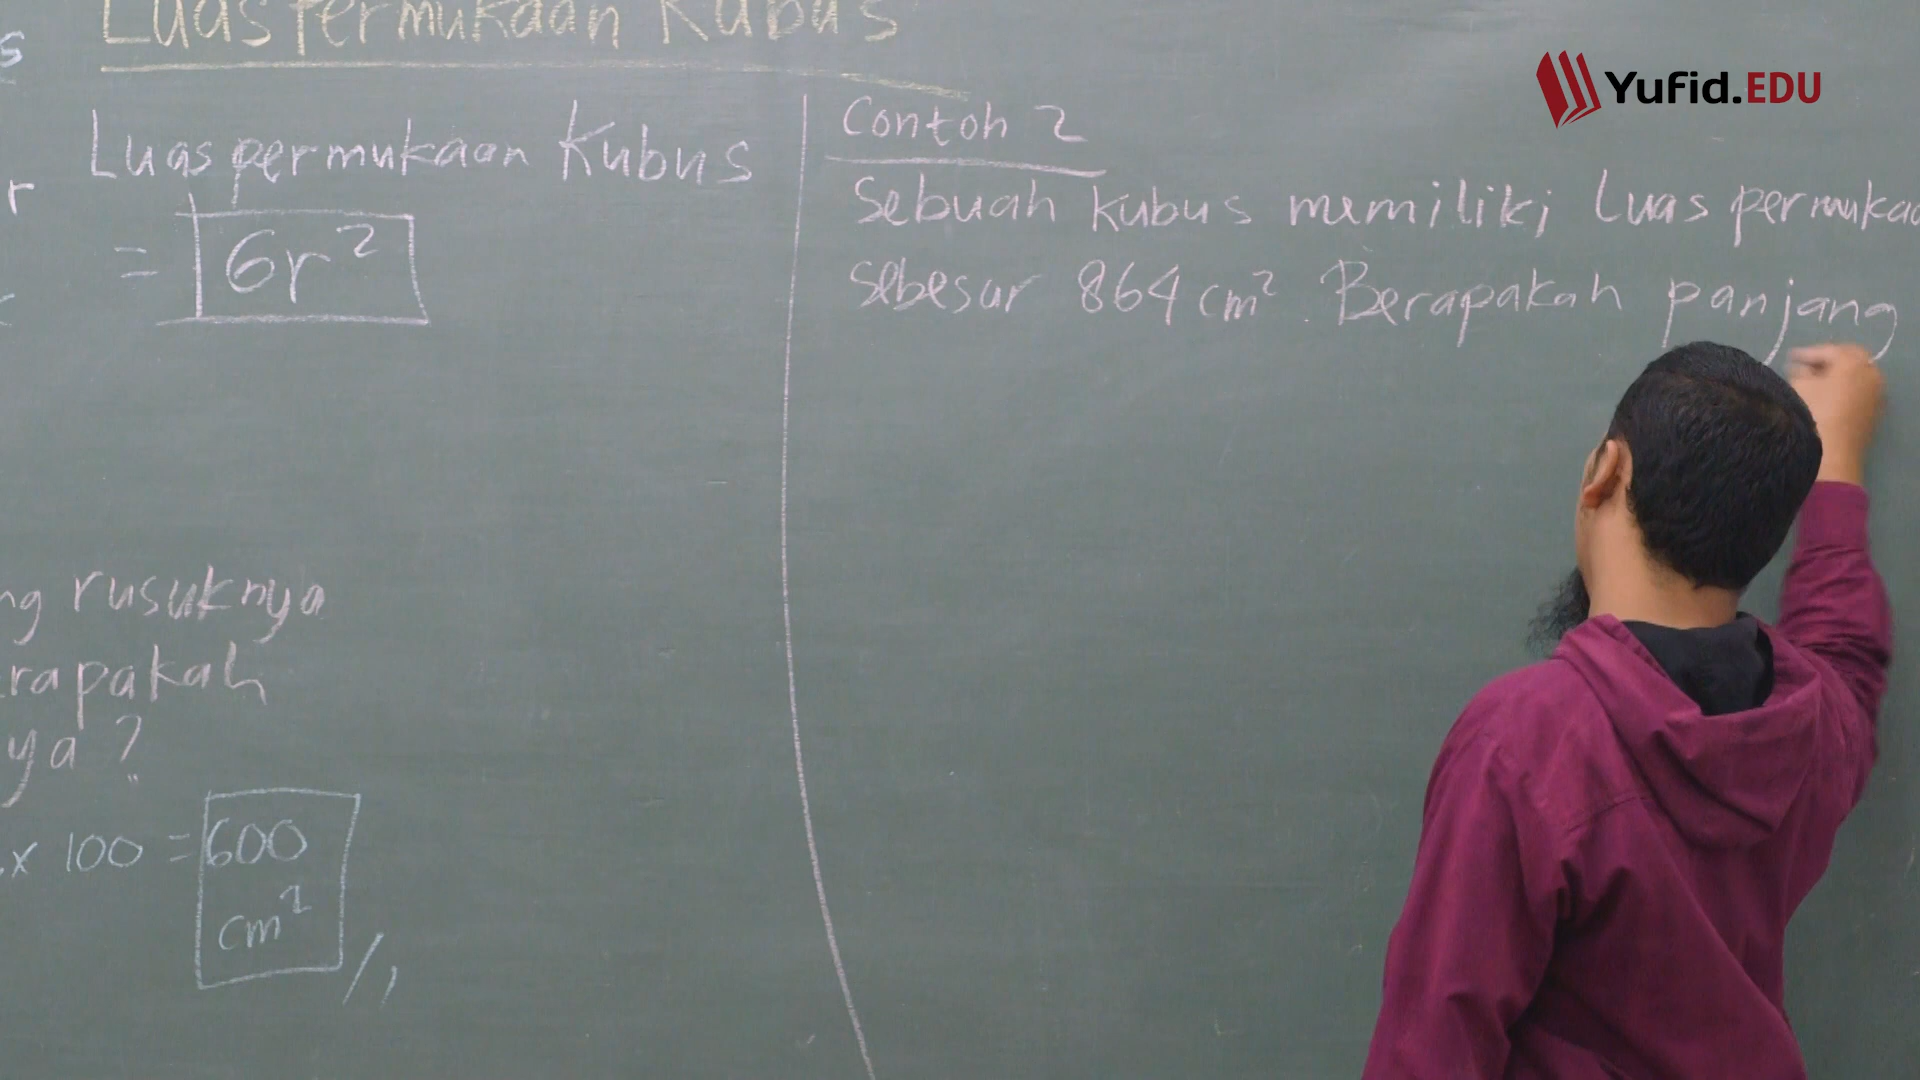 Luas Permukaan Kubus
s
Luas permukaan Kubus
r
= 6r²
ng rusuknya
rapakah
ya ?
x 100 = 600
cm²
Contoh 2
Sebuah kubus memiliki Luas permukaa
sebesar 864 cm². Berapakah panjang
Yufid.EDU